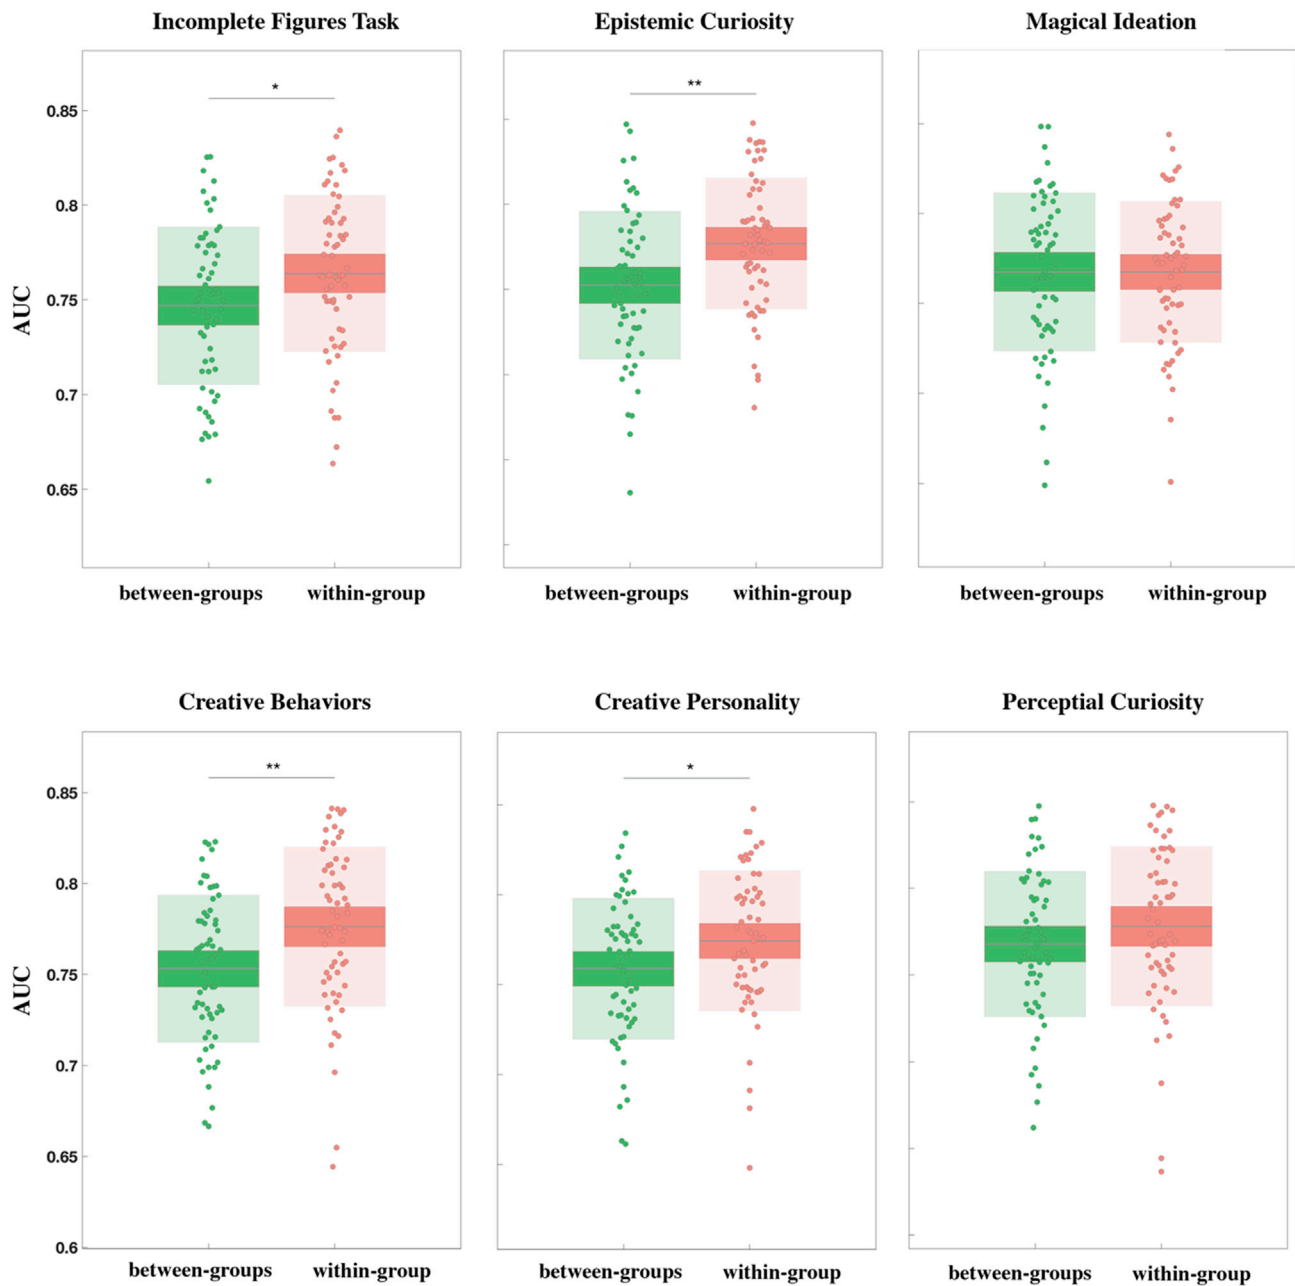 Incomplete Figures Task
Epistemic Curiosity
Magical Ideation
*
**
0.85
0.8
0.75
0.7
0.65
AUC
between-groups within-group
between-groups within-group
between-groups within-group
Creative Behaviors
Creative Personality
Perceptial Curiosity
**
*
0.85
0.8
0.75
0.7
0.65
0.6
AUC
between-groups within-group
between-groups within-group
between-groups within-group